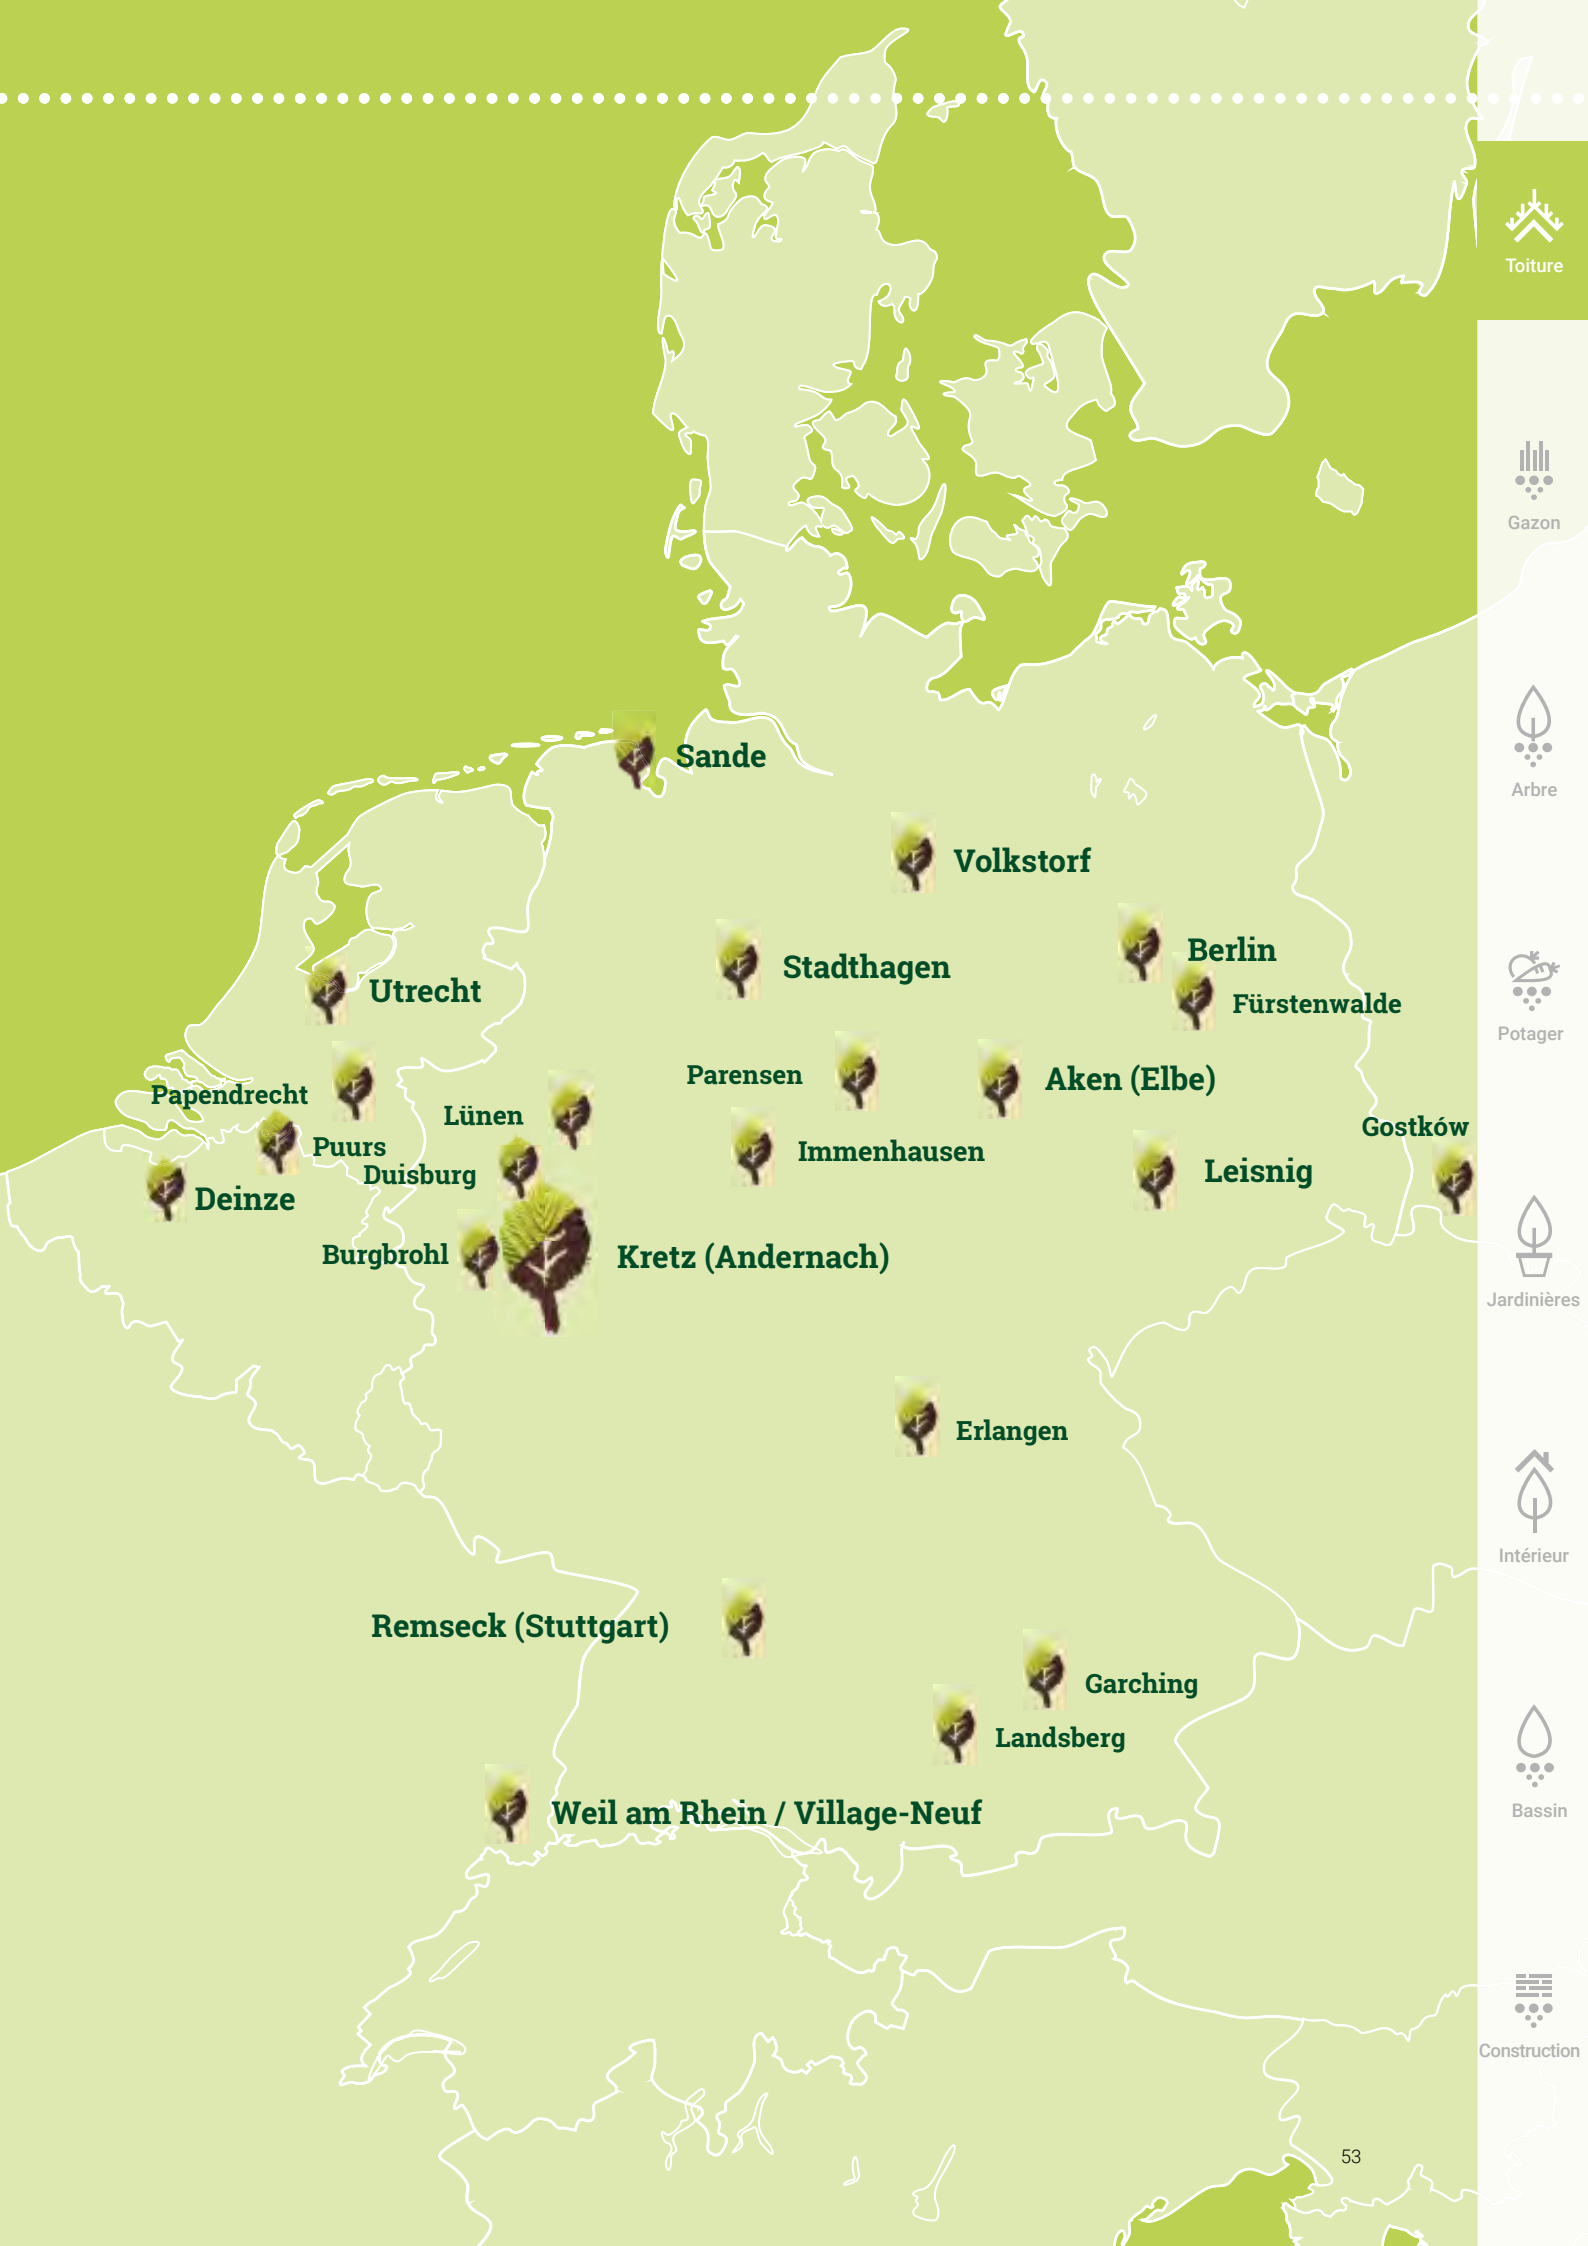 Toiture
Gazon
Arbre
Potager
Jardinières
Intérieur
Bassin
Construction
Sande
Volkstorf
Berlin
Stadthagen
Utrecht
Fürstenwalde
Parensen
Aken (Elbe)
Papendrecht
Lünen
Gostków
Puurs
Immenhausen
Duisburg
Leisnig
Deinze
Burgbrohl
Kretz (Andernach)
Erlangen
Remseck (Stuttgart)
Garching
Landsberg
Weil am Rhein / Village-Neuf
53